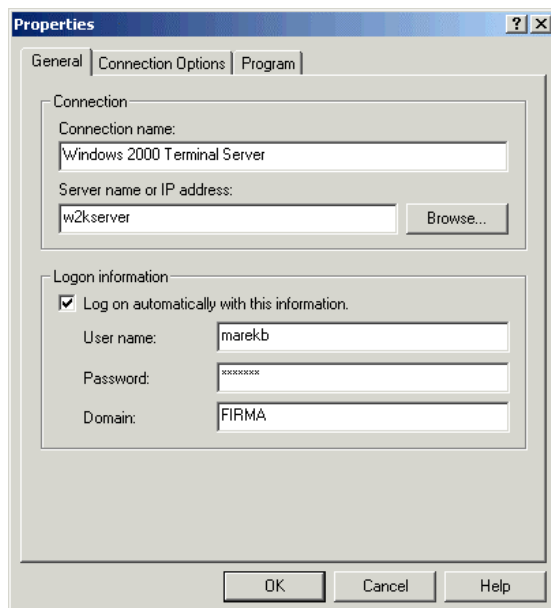 Properties
General Connection Options Program
Connection
Connection name:
Windows 2000 Terminal Server
Server name or IP address:
w2kserver Browse...
Logon information
Log on automatically with this information.
User name: marekb
Password: xxxxxxx
Domain: FIRMA
OK Cancel Help